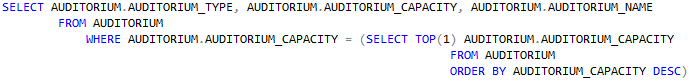 SELECT AUDITORIUM.AUDITORIUM_TYPE, AUDITORIUM.AUDITORIUM_CAPACITY, AUDITORIUM.AUDITORIUM_NAME
FROM AUDITORIUM
WHERE AUDITORIUM.AUDITORIUM_CAPACITY = (SELECT TOP(1) AUDITORIUM.AUDITORIUM_CAPACITY
FROM AUDITORIUM
ORDER BY AUDITORIUM_CAPACITY DESC)